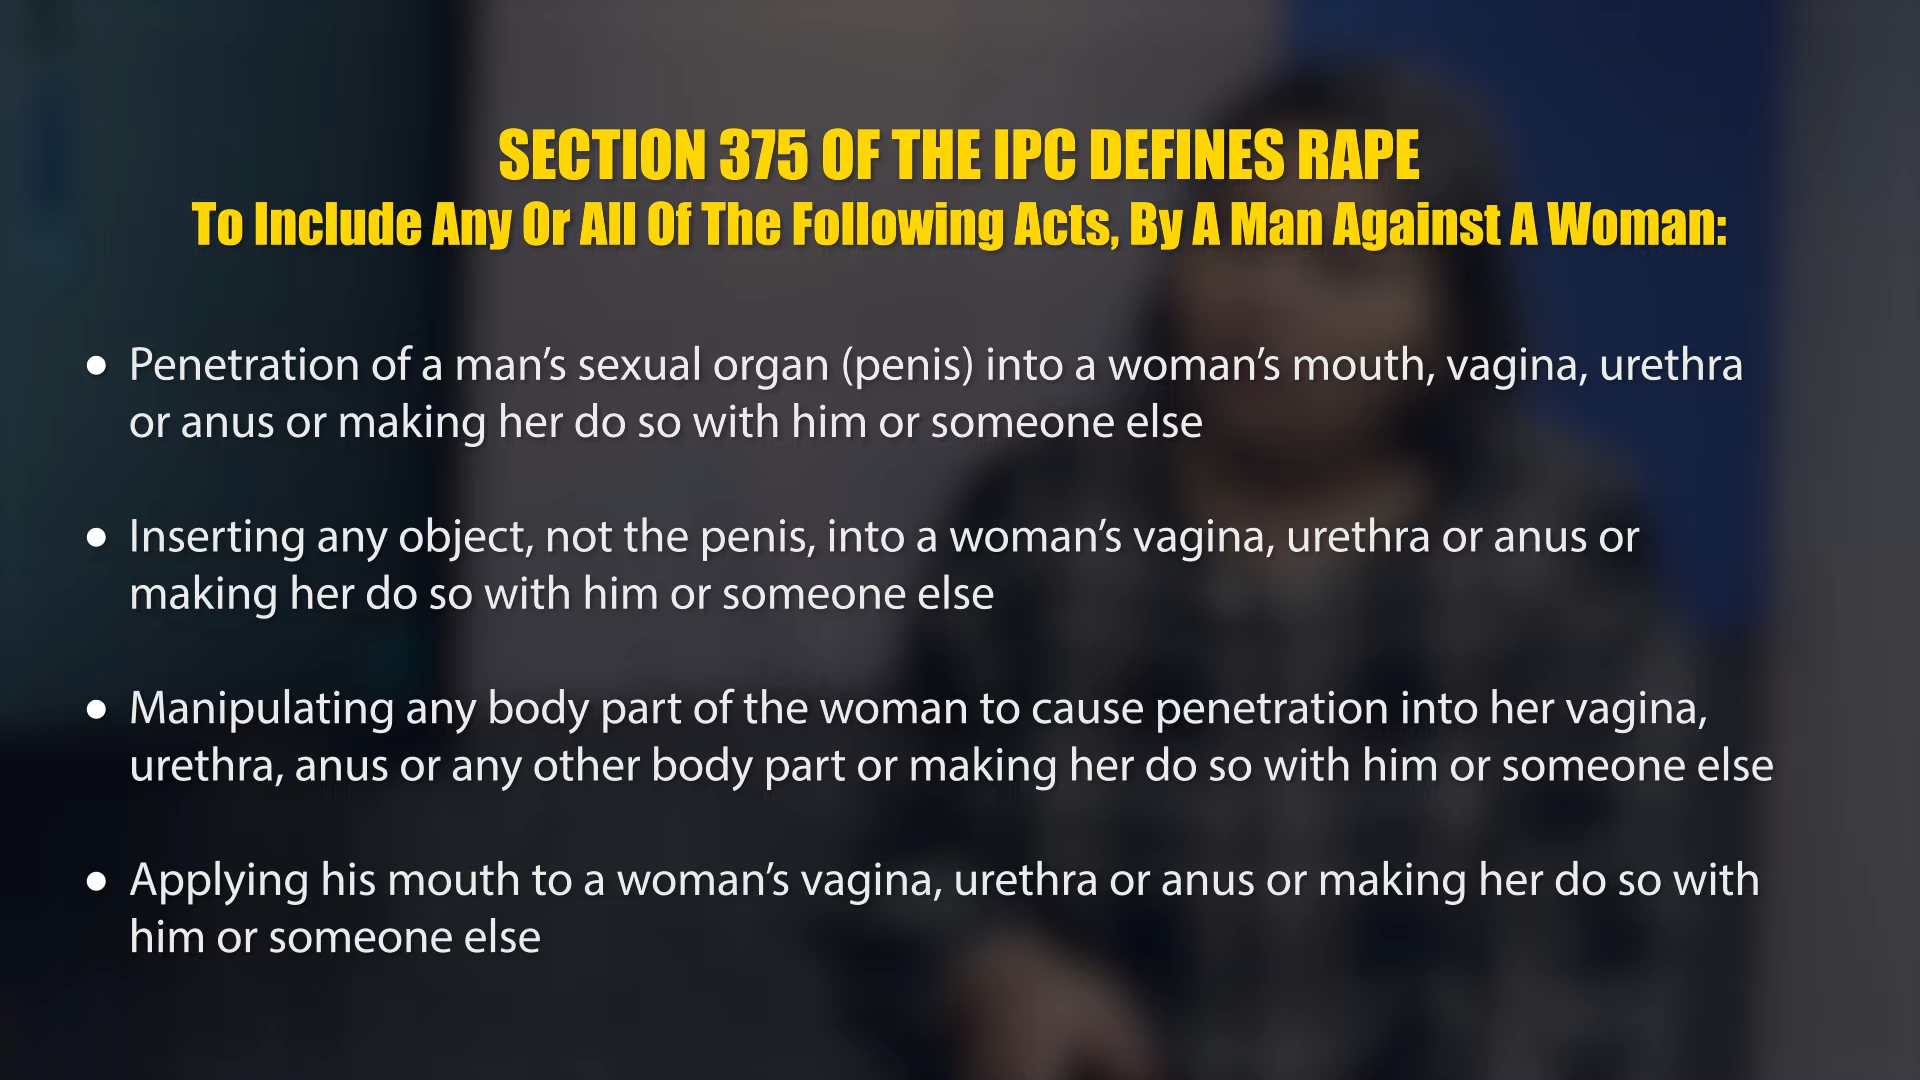 SECTION 375 OF THE IPC DEFINES RAPE
To Include Any Or All Of The Following Acts, By A Man Against A Woman:
• Penetration of a man’s sexual organ (penis) into a woman’s mouth, vagina, urethra
or anus or making her do so with him or someone else
• Inserting any object, not the penis, into a woman’s vagina, urethra or anus or
making her do so with him or someone else
• Manipulating any body part of the woman to cause penetration into her vagina,
urethra, anus or any other body part or making her do so with him or someone else
• Applying his mouth to a woman’s vagina, urethra or anus or making her do so with
him or someone else